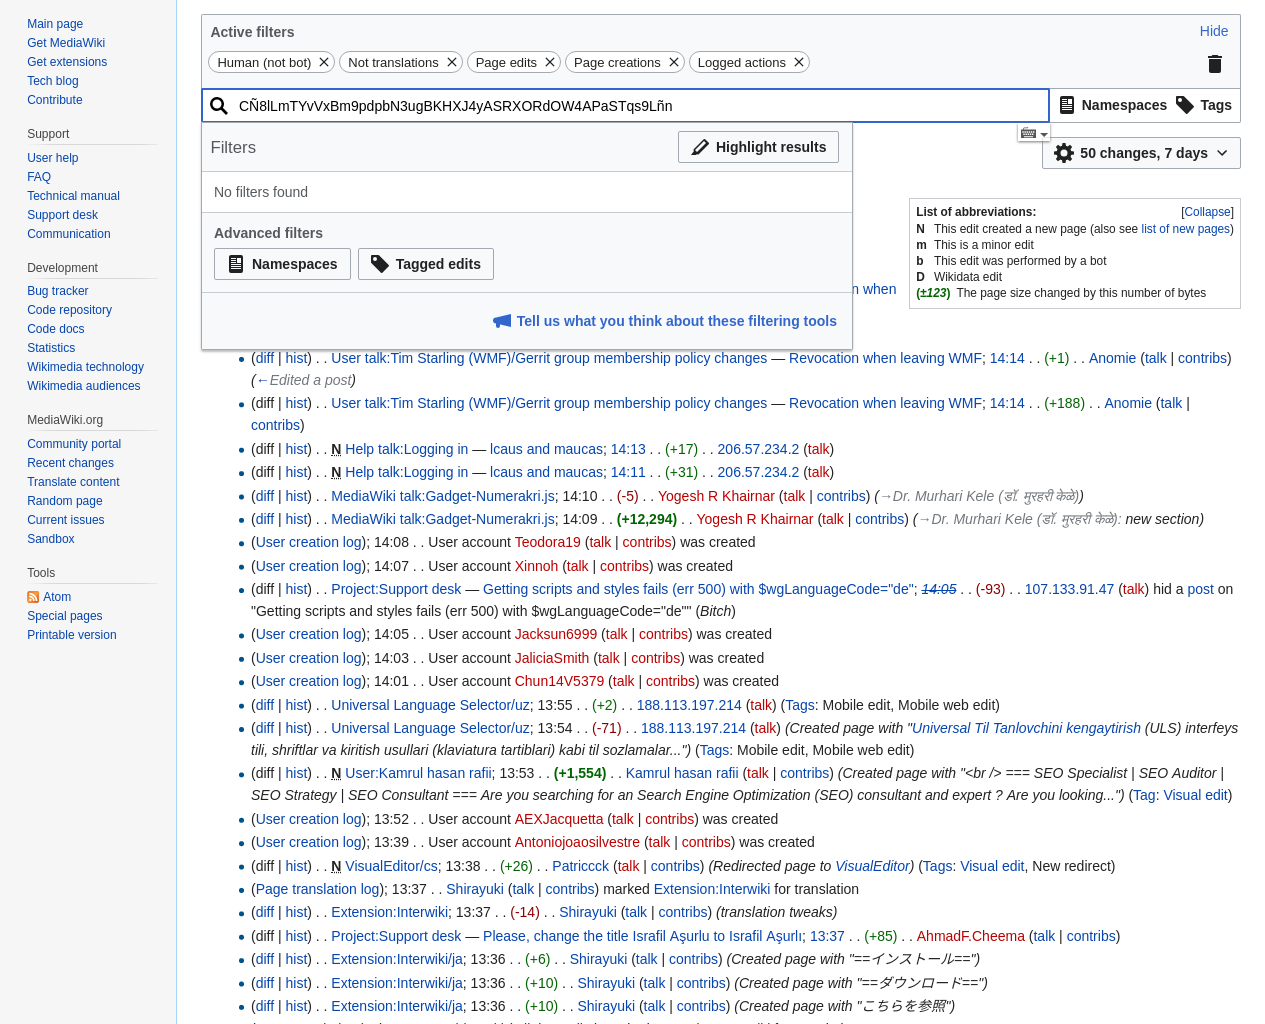 Main page
Get MediaWiki
Get extensions
Tech blog
Contribute
Support
User help
FAQ
Technical manual
Support desk
Communication
Development
Bug tracker
Code repository
Code docs
Statistics
Wikimedia technology
Wikimedia audiences
MediaWiki.org
Community portal
Recent changes
Translate content
Random page
Current issues
Sandbox
Tools
Atom
Special pages
Printable version
Active filters
Hide
Human (not bot) Not translations Page edits Page creations Logged actions
CÑ8lLmTYvVxBm9pdpbN3ugBKHXJ4yASRXORdOW4APaSTqs9Lñn
Namespaces Tags
Filters
Highlight results
No filters found
Advanced filters
Namespaces Tagged edits
Tell us what you think about these filtering tools
50 changes, 7 days
List of abbreviations: [Collapse]
N This edit created a new page (also see list of new pages)
m This is a minor edit
b This edit was performed by a bot
D Wikidata edit
(±123) The page size changed by this number of bytes
n when
(diff | hist) . . User talk:Tim Starling (WMF)/Gerrit group membership policy changes — Revocation when leaving WMF; 14:14 . . (+1) . . Anomie (talk | contribs)
(←Edited a post)
(diff | hist) . . User talk:Tim Starling (WMF)/Gerrit group membership policy changes — Revocation when leaving WMF; 14:14 . . (+188) . . Anomie (talk |
contribs)
(diff | hist) . . N Help talk:Logging in — lcaus and maucas; 14:13 . . (+17) . . 206.57.234.2 (talk)
(diff | hist) . . N Help talk:Logging in — lcaus and maucas; 14:11 . . (+31) . . 206.57.234.2 (talk)
(diff | hist) . . MediaWiki talk:Gadget-Numerakri.js; 14:10 . . (-5) . . Yogesh R Khairnar (talk | contribs) (→Dr. Murhari Kele (डॉ. मुरहरी केळे))
(diff | hist) . . MediaWiki talk:Gadget-Numerakri.js; 14:09 . . (+12,294) . . Yogesh R Khairnar (talk | contribs) (→Dr. Murhari Kele (डॉ. मुरहरी केळे): new section)
(User creation log); 14:08 . . User account Teodora19 (talk | contribs) was created
(User creation log); 14:07 . . User account Xinnoh (talk | contribs) was created
(diff | hist) . . Project:Support desk — Getting scripts and styles fails (err 500) with $wgLanguageCode="de"; 14:05 . . (-93) . . 107.133.91.47 (talk) hid a post on
"Getting scripts and styles fails (err 500) with $wgLanguageCode="de"" (Bitch)
(User creation log); 14:05 . . User account Jacksun6999 (talk | contribs) was created
(User creation log); 14:03 . . User account JaliciaSmith (talk | contribs) was created
(User creation log); 14:01 . . User account Chun14V5379 (talk | contribs) was created
(diff | hist) . . Universal Language Selector/uz; 13:55 . . (+2) . . 188.113.197.214 (talk) (Tags: Mobile edit, Mobile web edit)
(diff | hist) . . Universal Language Selector/uz; 13:54 . . (-71) . . 188.113.197.214 (talk) (Created page with "Universal Til Tanlovchini kengaytirish (ULS) interfeys
tili, shriftlar va kiritish usullari (klaviatura tartiblari) kabi til sozlamalar...") (Tags: Mobile edit, Mobile web edit)
(diff | hist) . . N User:Kamrul hasan rafii; 13:53 . . (+1,554) . . Kamrul hasan rafii (talk | contribs) (Created page with "<br /> === SEO Specialist | SEO Auditor |
SEO Strategy | SEO Consultant === Are you searching for an Search Engine Optimization (SEO) consultant and expert ? Are you looking...") (Tag: Visual edit)
(User creation log); 13:52 . . User account AEXJacquetta (talk | contribs) was created
(User creation log); 13:39 . . User account Antoniojoaosilvestre (talk | contribs) was created
(diff | hist) . . N VisualEditor/cs; 13:38 . . (+26) . . Patriccck (talk | contribs) (Redirected page to VisualEditor) (Tags: Visual edit, New redirect)
(Page translation log); 13:37 . . Shirayuki (talk | contribs) marked Extension:Interwiki for translation
(diff | hist) . . Extension:Interwiki; 13:37 . . (-14) . . Shirayuki (talk | contribs) (translation tweaks)
(diff | hist) . . Project:Support desk — Please, change the title Israfil Aşurlu to Israfil Aşurlı; 13:37 . . (+85) . . AhmadF.Cheema (talk | contribs)
(diff | hist) . . Extension:Interwiki/ja; 13:36 . . (+6) . . Shirayuki (talk | contribs) (Created page with "==インストール==")
(diff | hist) . . Extension:Interwiki/ja; 13:36 . . (+10) . . Shirayuki (talk | contribs) (Created page with "==ダウンロード==")
(diff | hist) . . Extension:Interwiki/ja; 13:36 . . (+10) . . Shirayuki (talk | contribs) (Created page with "こちらを参照")